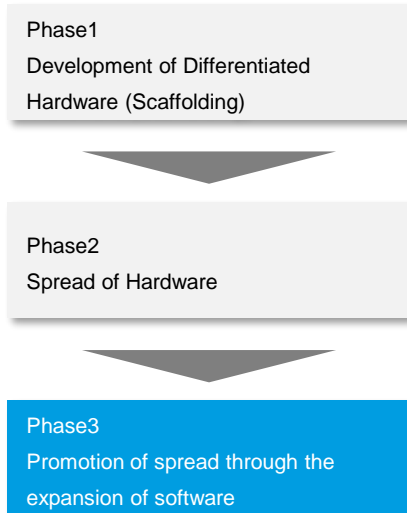 Phase1
Development of Differentiated
Hardware (Scaffolding)
Phase2
Spread of Hardware
Phase3
Promotion of spread through the
expansion of software